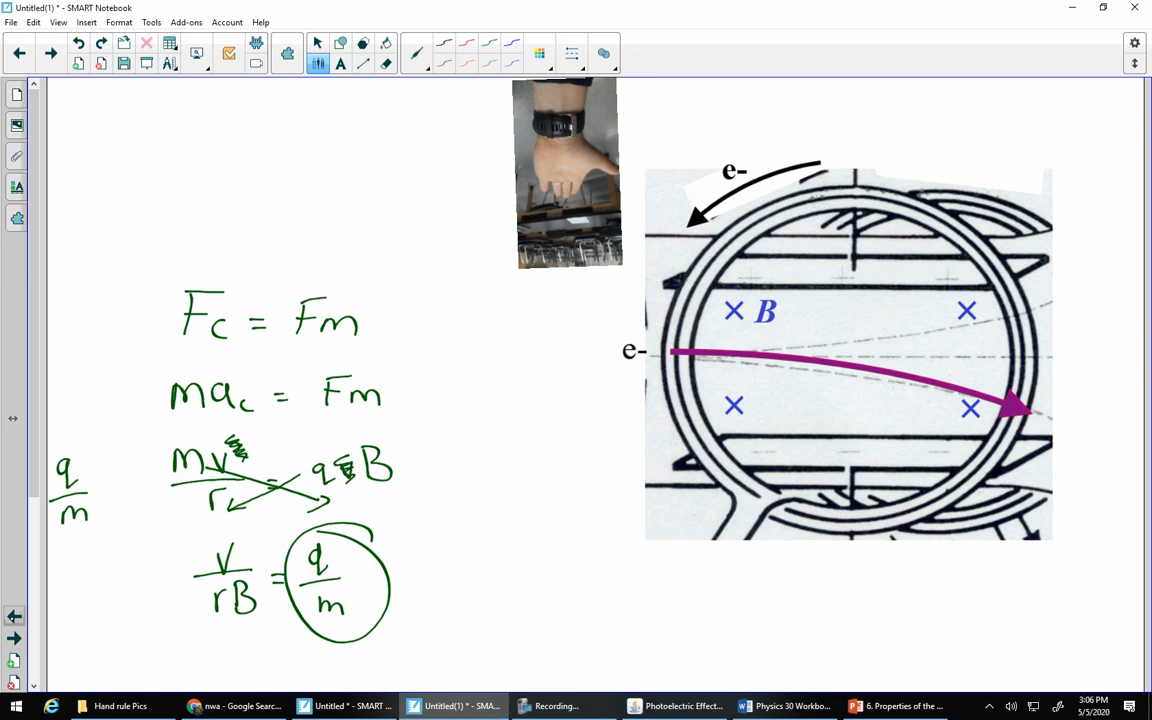 Untitled(1) * - SMART Notebook
File Edit View Insert Format Tools Add-ons Account Help
e-
B
e-
Fc = Fm
mac = Fm
mv = q B
r
q
m
v = q
rB m
Hand rule Pics
nwa - Google Searc...
Untitled * - SMART ...
Untitled(1) * - SMA...
Recording...
Photoelectric Effect...
Physics 30 Workbo...
6. Properties of the ...
3:06 PM
5/5/2020